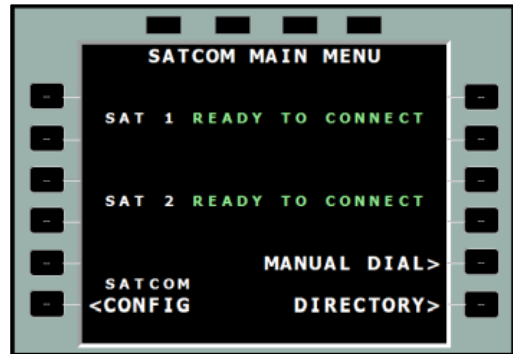 SATCOM MAIN MENU
SAT 1 READY TO CONNECT
SAT 2 READY TO CONNECT
MANUAL DIAL>
SATCOM
<CONFIG DIRECTORY>